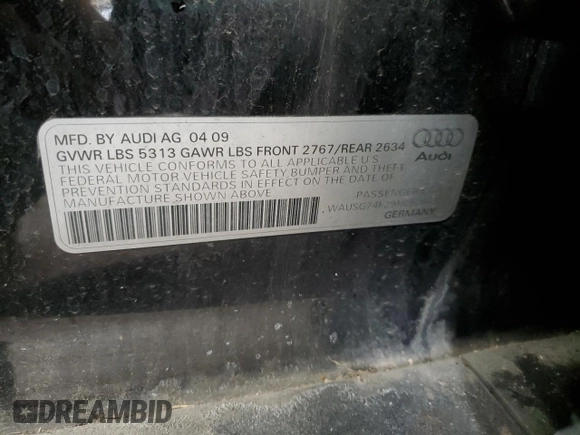 MFD. BY AUDI AG 04 09
GVWR LBS 5313 GAWR LBS FRONT 2767/REAR 2634
THIS VEHICLE CONFORMS TO ALL APPLICABLE U S
FEDERAL MOTOR VEHICLE SAFETY BUMPER AND THEFT
PREVENTION STANDARDS IN EFFECT ON THE DATE OF
MANUFACTURE SHOWN ABOVE
Audi
PASSENGER
GERMANY
DREAMBID